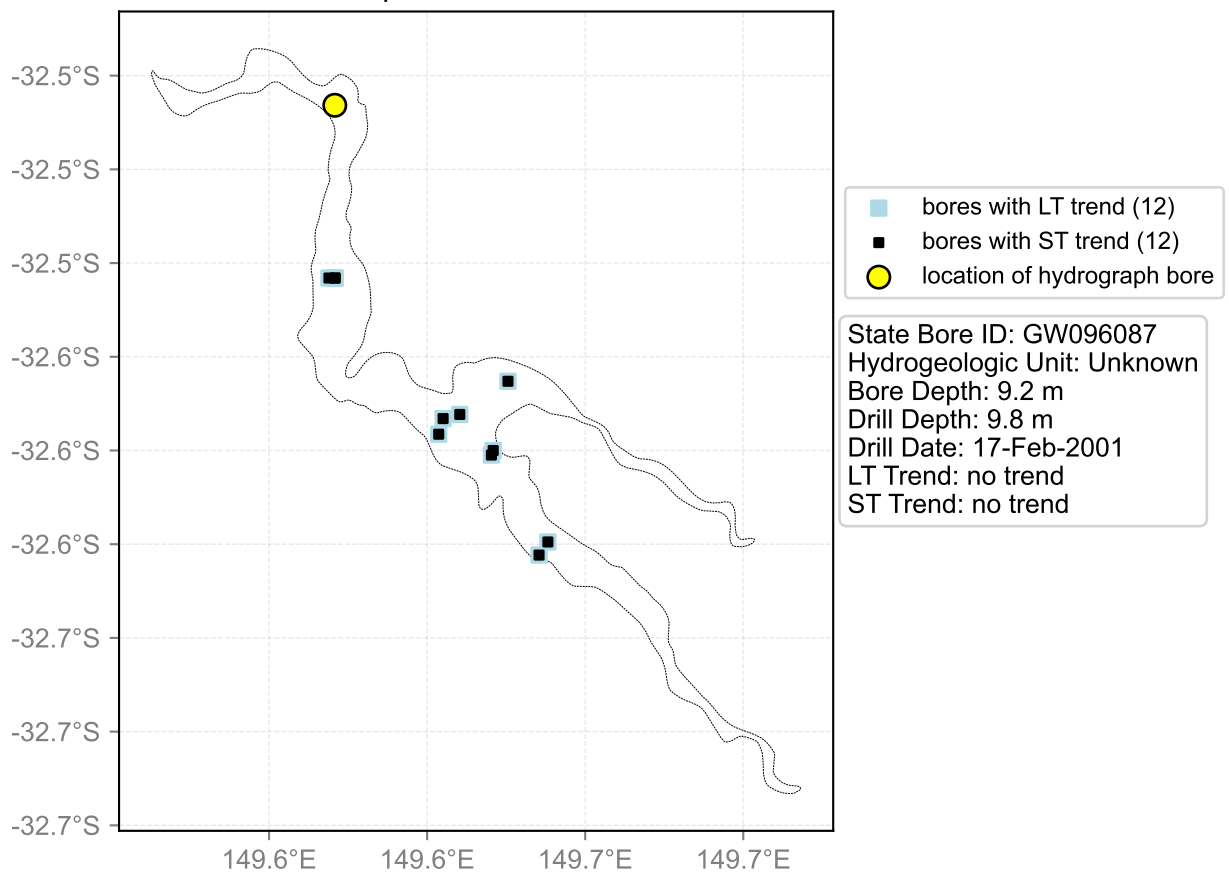 -32.5°S
-32.5°S
-32.5°S
-32.6°S
-32.6°S
-32.6°S
-32.7°S
-32.7°S
-32.7°S
149.6°E 149.6°E 149.7°E 149.7°E
bores with LT trend (12)
bores with ST trend (12)
location of hydrograph bore
State Bore ID: GW096087
Hydrogeologic Unit: Unknown
Bore Depth: 9.2 m
Drill Depth: 9.8 m
Drill Date: 17-Feb-2001
LT Trend: no trend
ST Trend: no trend